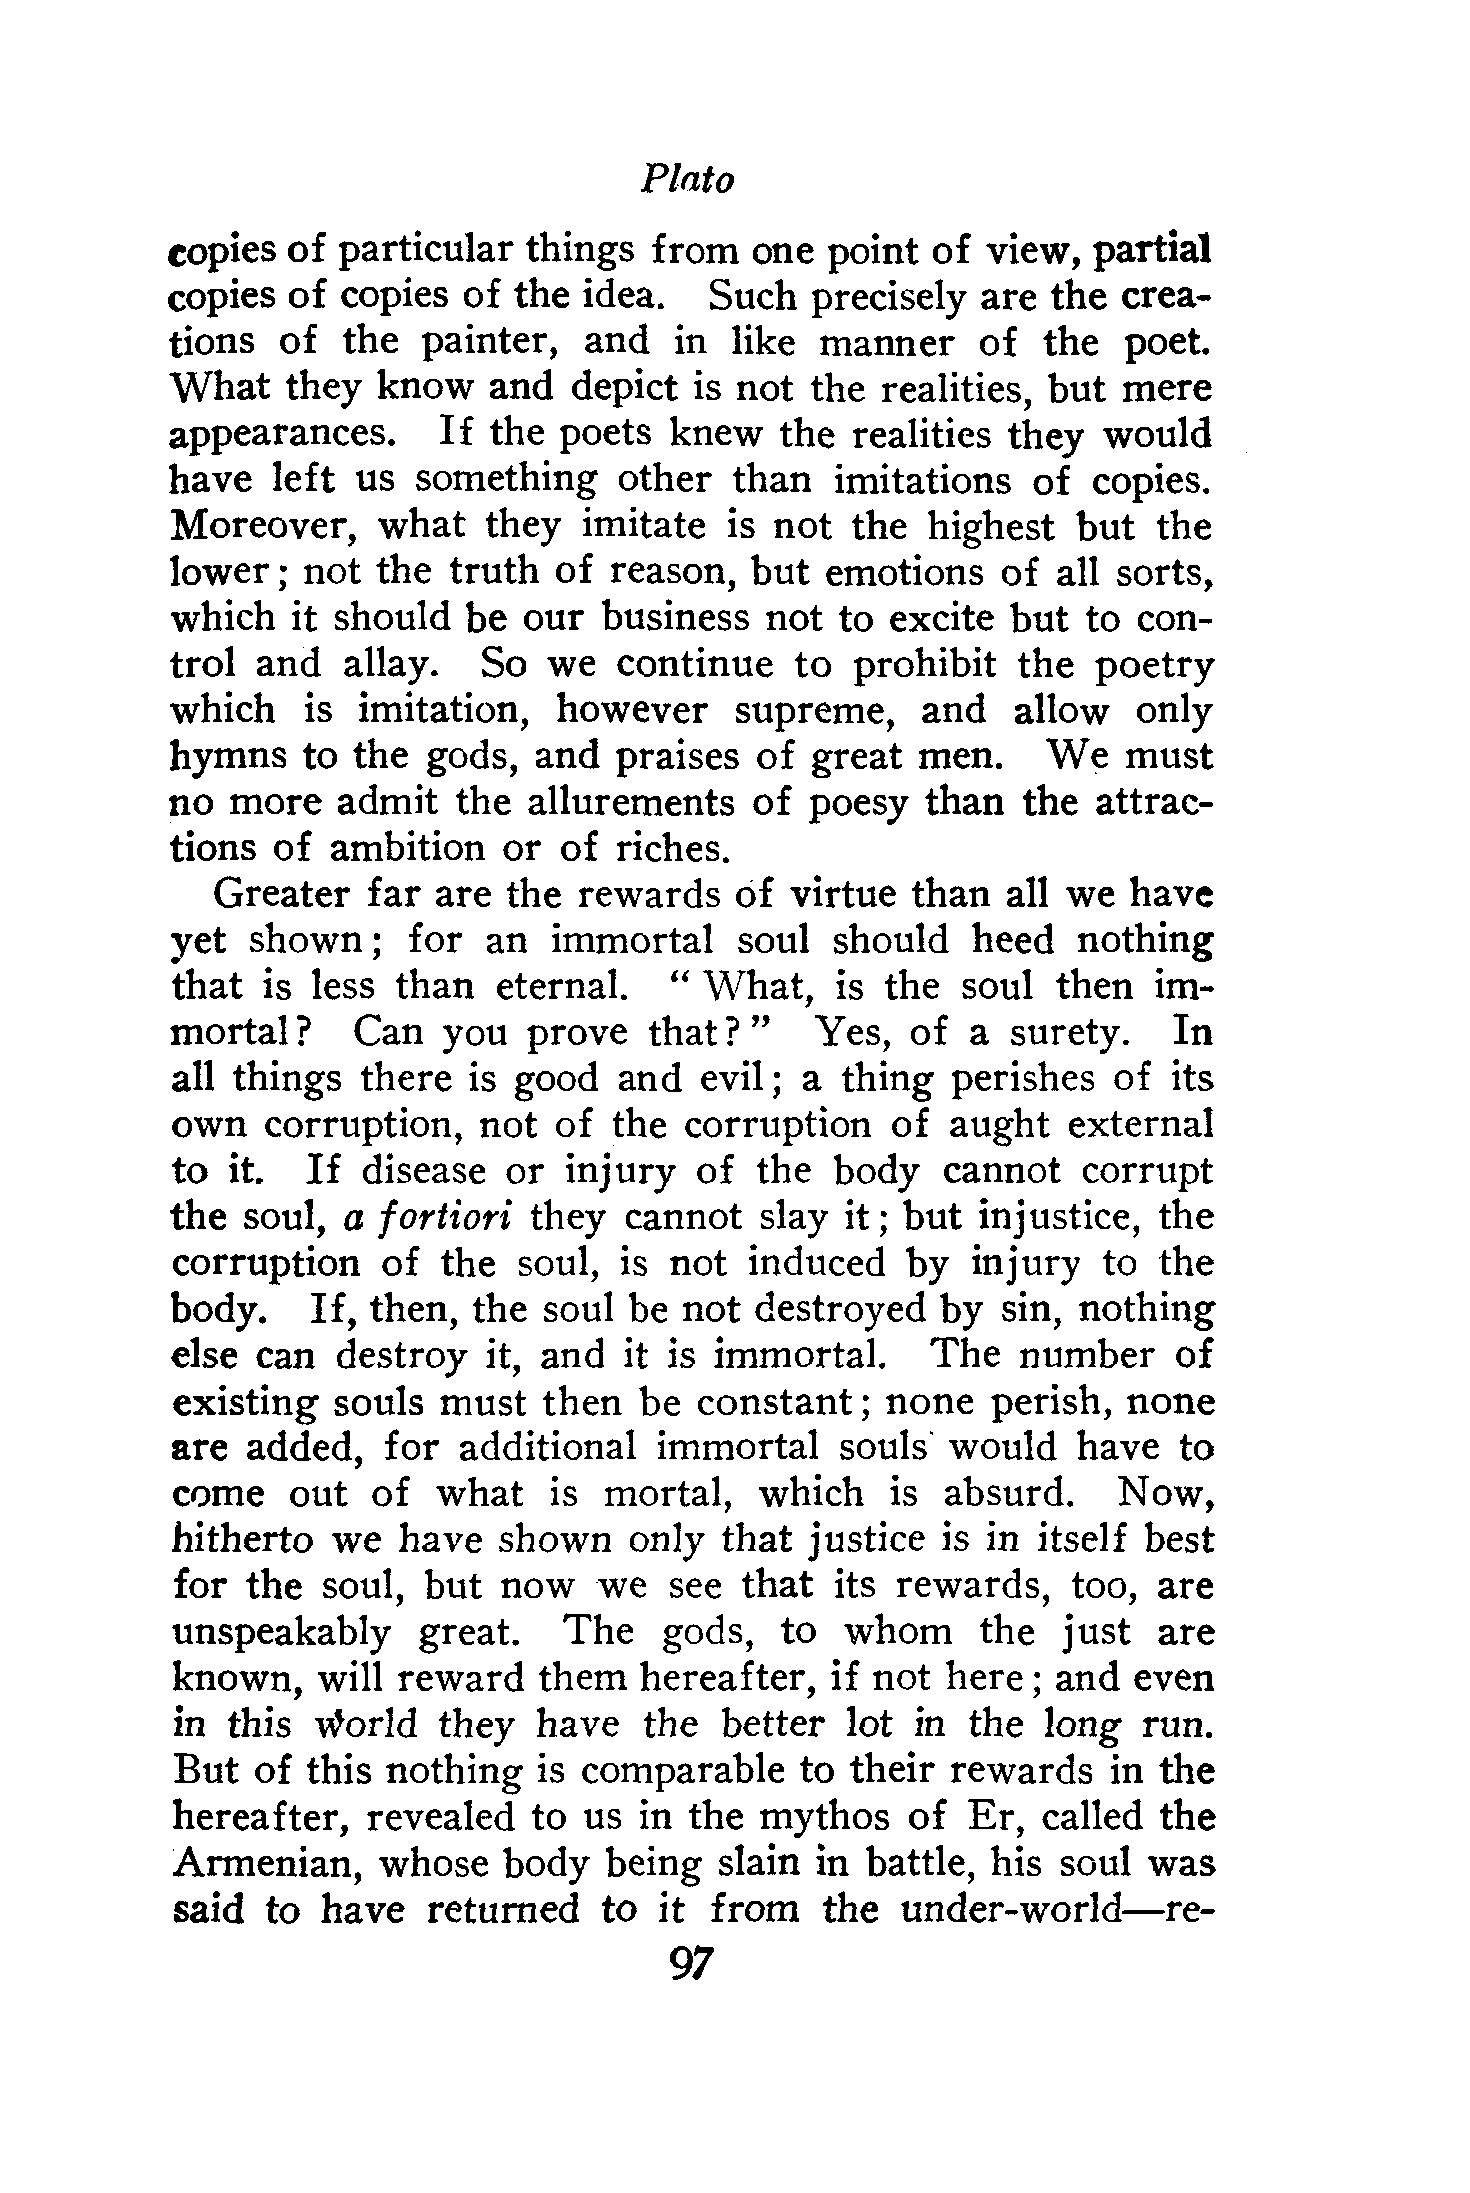 Plato
copies of particular things from one point of view, partial
copies of copies of the idea. Such precisely are the crea-
tions of the painter, and in like manner of the poet.
What they know and depict is not the realities, but mere
appearances. If the poets knew the realities they would
have left us something other than imitations of copies.
Moreover, what they imitate is not the highest but the
lower; not the truth of reason, but emotions of all sorts,
which it should be our business not to excite but to con-
trol and allay. So we continue to prohibit the poetry
which is imitation, however supreme, and allow only
hymns to the gods, and praises of great men. We must
no more admit the allurements of poesy than the attrac-
tions of ambition or of riches.
Greater far are the rewards of virtue than all we have
yet shown; for an immortal soul should heed nothing
that is less than eternal. "What, is the soul then im-
mortal? Can you prove that?" Yes, of a surety. In
all things there is good and evil; a thing perishes of its
own corruption, not of the corruption of aught external
to it. If disease or injury of the body cannot corrupt
the soul, a fortiori they cannot slay it; but injustice, the
corruption of the soul, is not induced by injury to the
body. If, then, the soul be not destroyed by sin, nothing
else can destroy it, and it is immortal. The number of
existing souls must then be constant; none perish, none
are added, for additional immortal souls would have to
come out of what is mortal, which is absurd. Now,
hitherto we have shown only that justice is in itself best
for the soul, but now we see that its rewards, too, are
unspeakably great. The gods, to whom the just are
known, will reward them hereafter, if not here; and even
in this world they have the better lot in the long run.
But of this nothing is comparable to their rewards in the
hereafter, revealed to us in the mythos of Er, called the
Armenian, whose body being slain in battle, his soul was
said to have returned to it from the under-world—re-
97